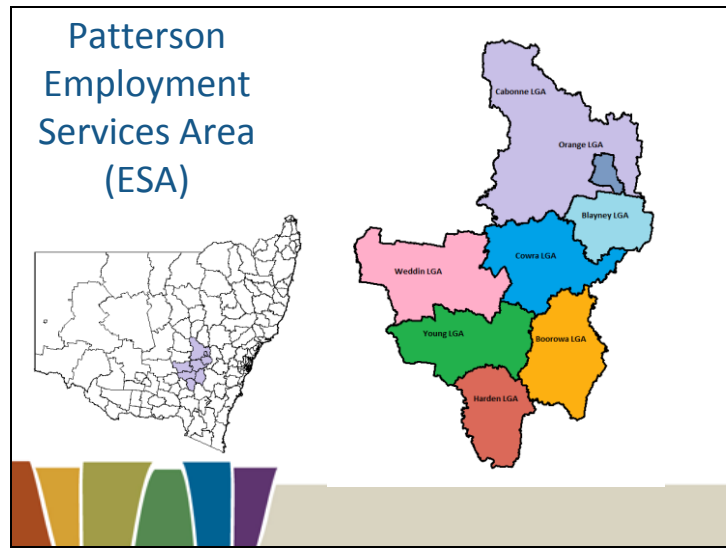 Patterson
Employment
Services Area
(ESA)
Cabonne LGA
Orange LGA
Blayney LGA
Weddin LGA
Cowra LGA
Young LGA
Boorowa LGA
Harden LGA